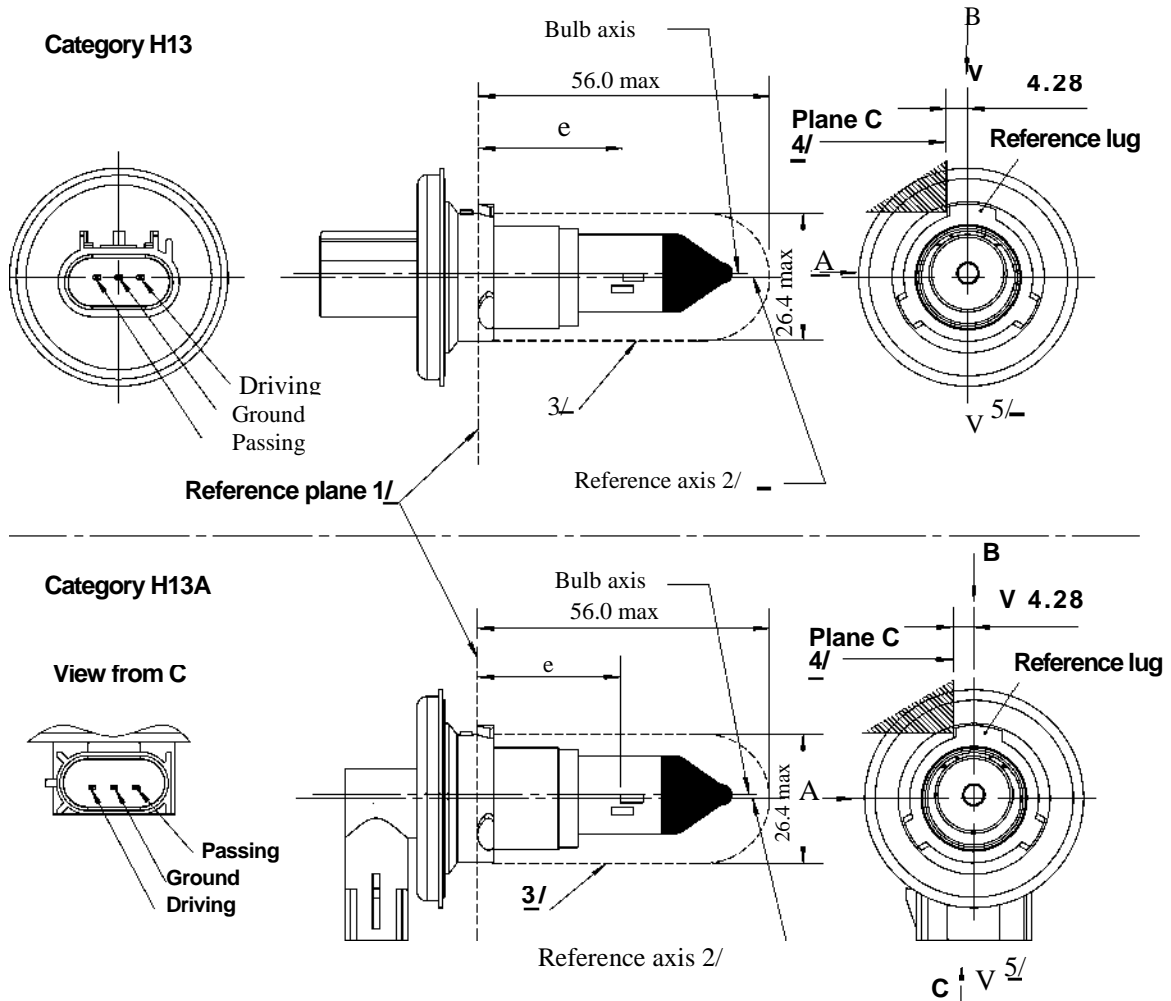 Category H13
Bulb axis
B
56.0 max
V
4.28
e
Plane C
4/
Reference lug
A
26.4 max
Driving
Ground
Passing
3/
V 5/
Reference axis 2/
Reference plane 1/
Category H13A
Bulb axis
B
56.0 max
V 4.28
Plane C
4/
View from C
e
Reference lug
A
26.4 max
Passing
Ground
Driving
3/
Reference axis 2/
C V 5/